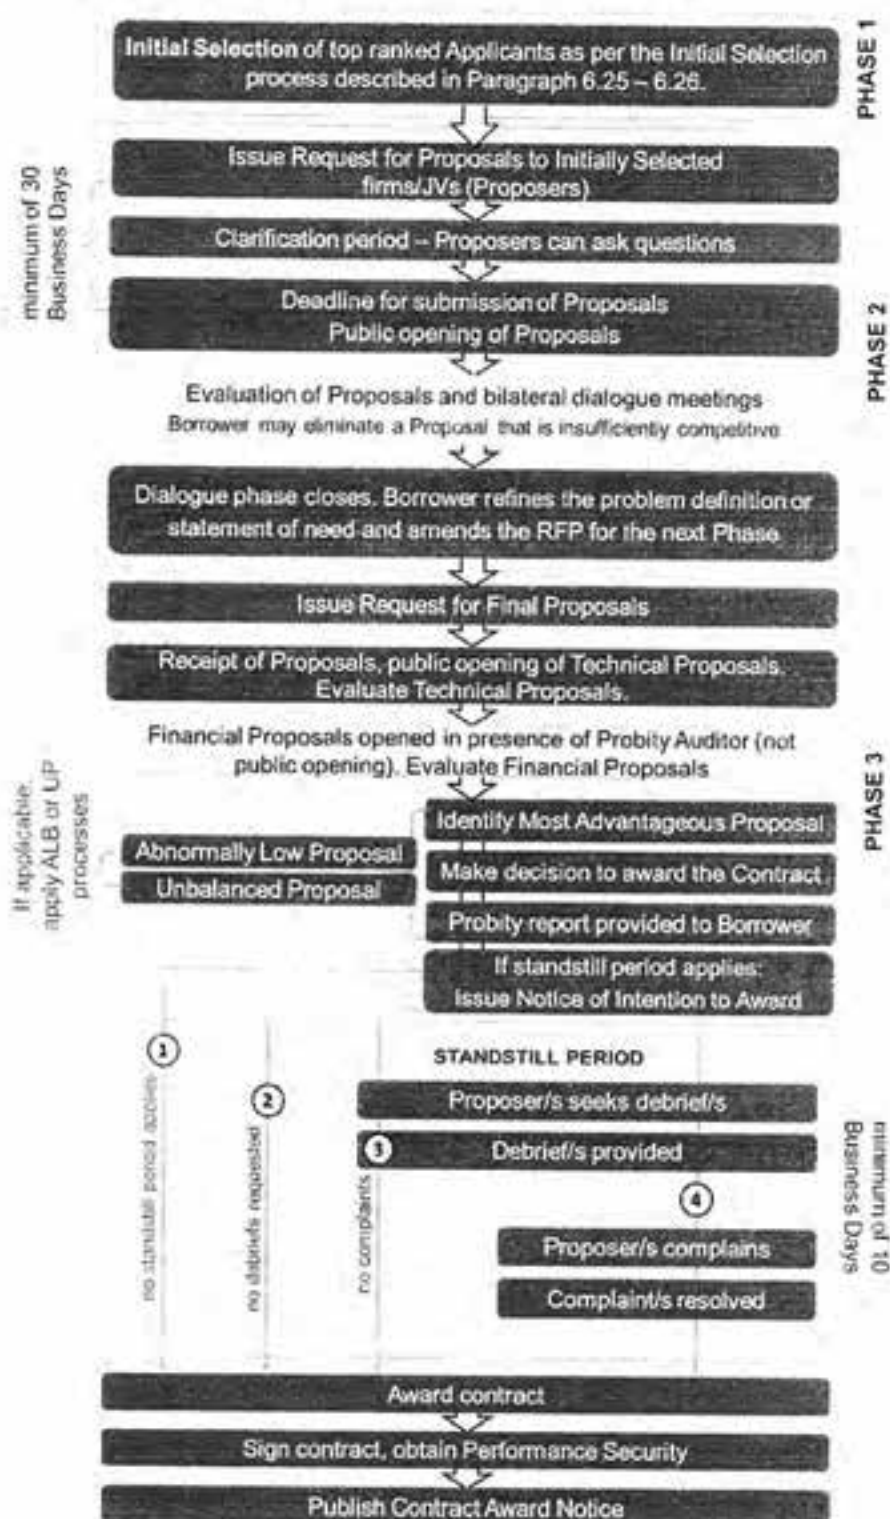 Initial Selection of top ranked Applicants as per the Initial Selection
process described in Paragraph 6.25 – 6.26.
PHASE 1
Issue Request for Proposals to Initially Selected
firms/JVs (Proposers)
minimum of 30
Business Days
Clarification period – Proposers can ask questions
Deadline for submission of Proposals
Public opening of Proposals
PHASE 2
Evaluation of Proposals and bilateral dialogue meetings
Borrower may eliminate a Proposal that is insufficiently competitive
Dialogue phase closes. Borrower refines the problem definition or
statement of need and amends the RFP for the next Phase
Issue Request for Final Proposals
Receipt of Proposals, public opening of Technical Proposals.
Evaluate Technical Proposals.
Financial Proposals opened in presence of Probity Auditor (not
public opening). Evaluate Financial Proposals
PHASE 3
If applicable,
apply ALB or UP
processes
Abnormally Low Proposal
Unbalanced Proposal
Identify Most Advantageous Proposal
Make decision to award the Contract
Probity report provided to Borrower
If standstill period applies:
Issue Notice of Intention to Award
1
no standstill period applies
2
no debriefs requested
3
no complaints
4
STANDSTILL PERIOD
Proposer/s seeks debrief/s
Debrief/s provided
minimum of 10
Business Days
Proposer/s complains
Complaint/s resolved
Award contract
Sign contract, obtain Performance Security
Publish Contract Award Notice